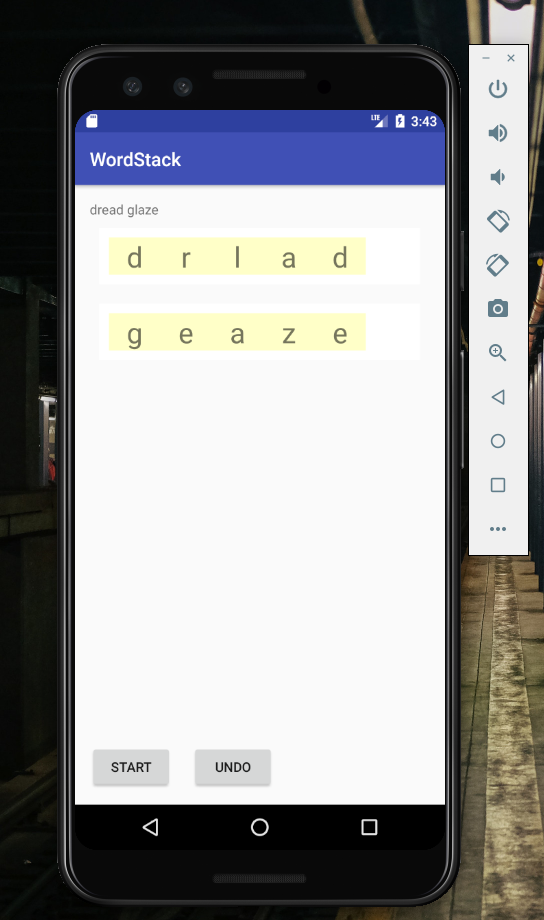 LTE 3:43
WordStack
dread glaze
d r l a d
g e a z e
START UNDO